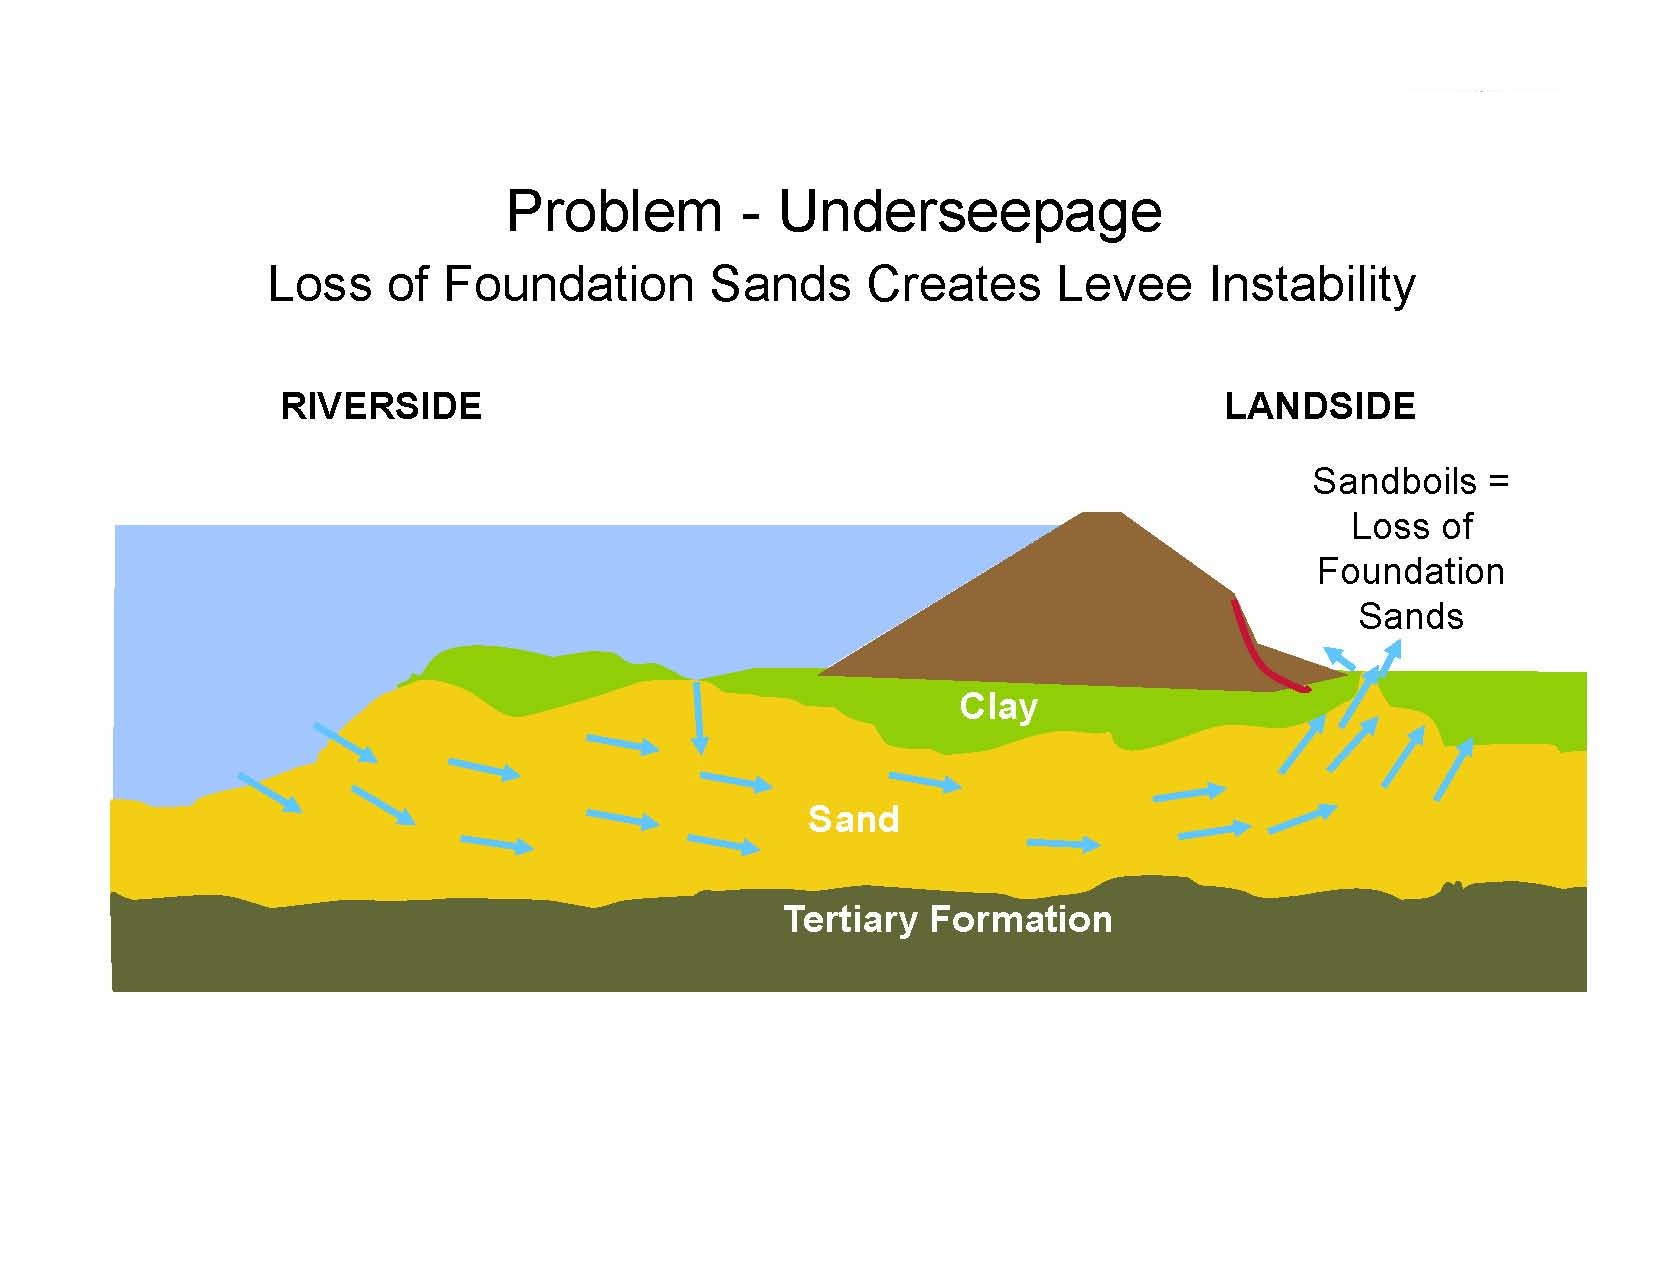 Problem - Underseepage
Loss of Foundation Sands Creates Levee Instability
RIVERSIDE
LANDSIDE
Sandboils =
Loss of
Foundation
Sands
Clay
Sand
Tertiary Formation